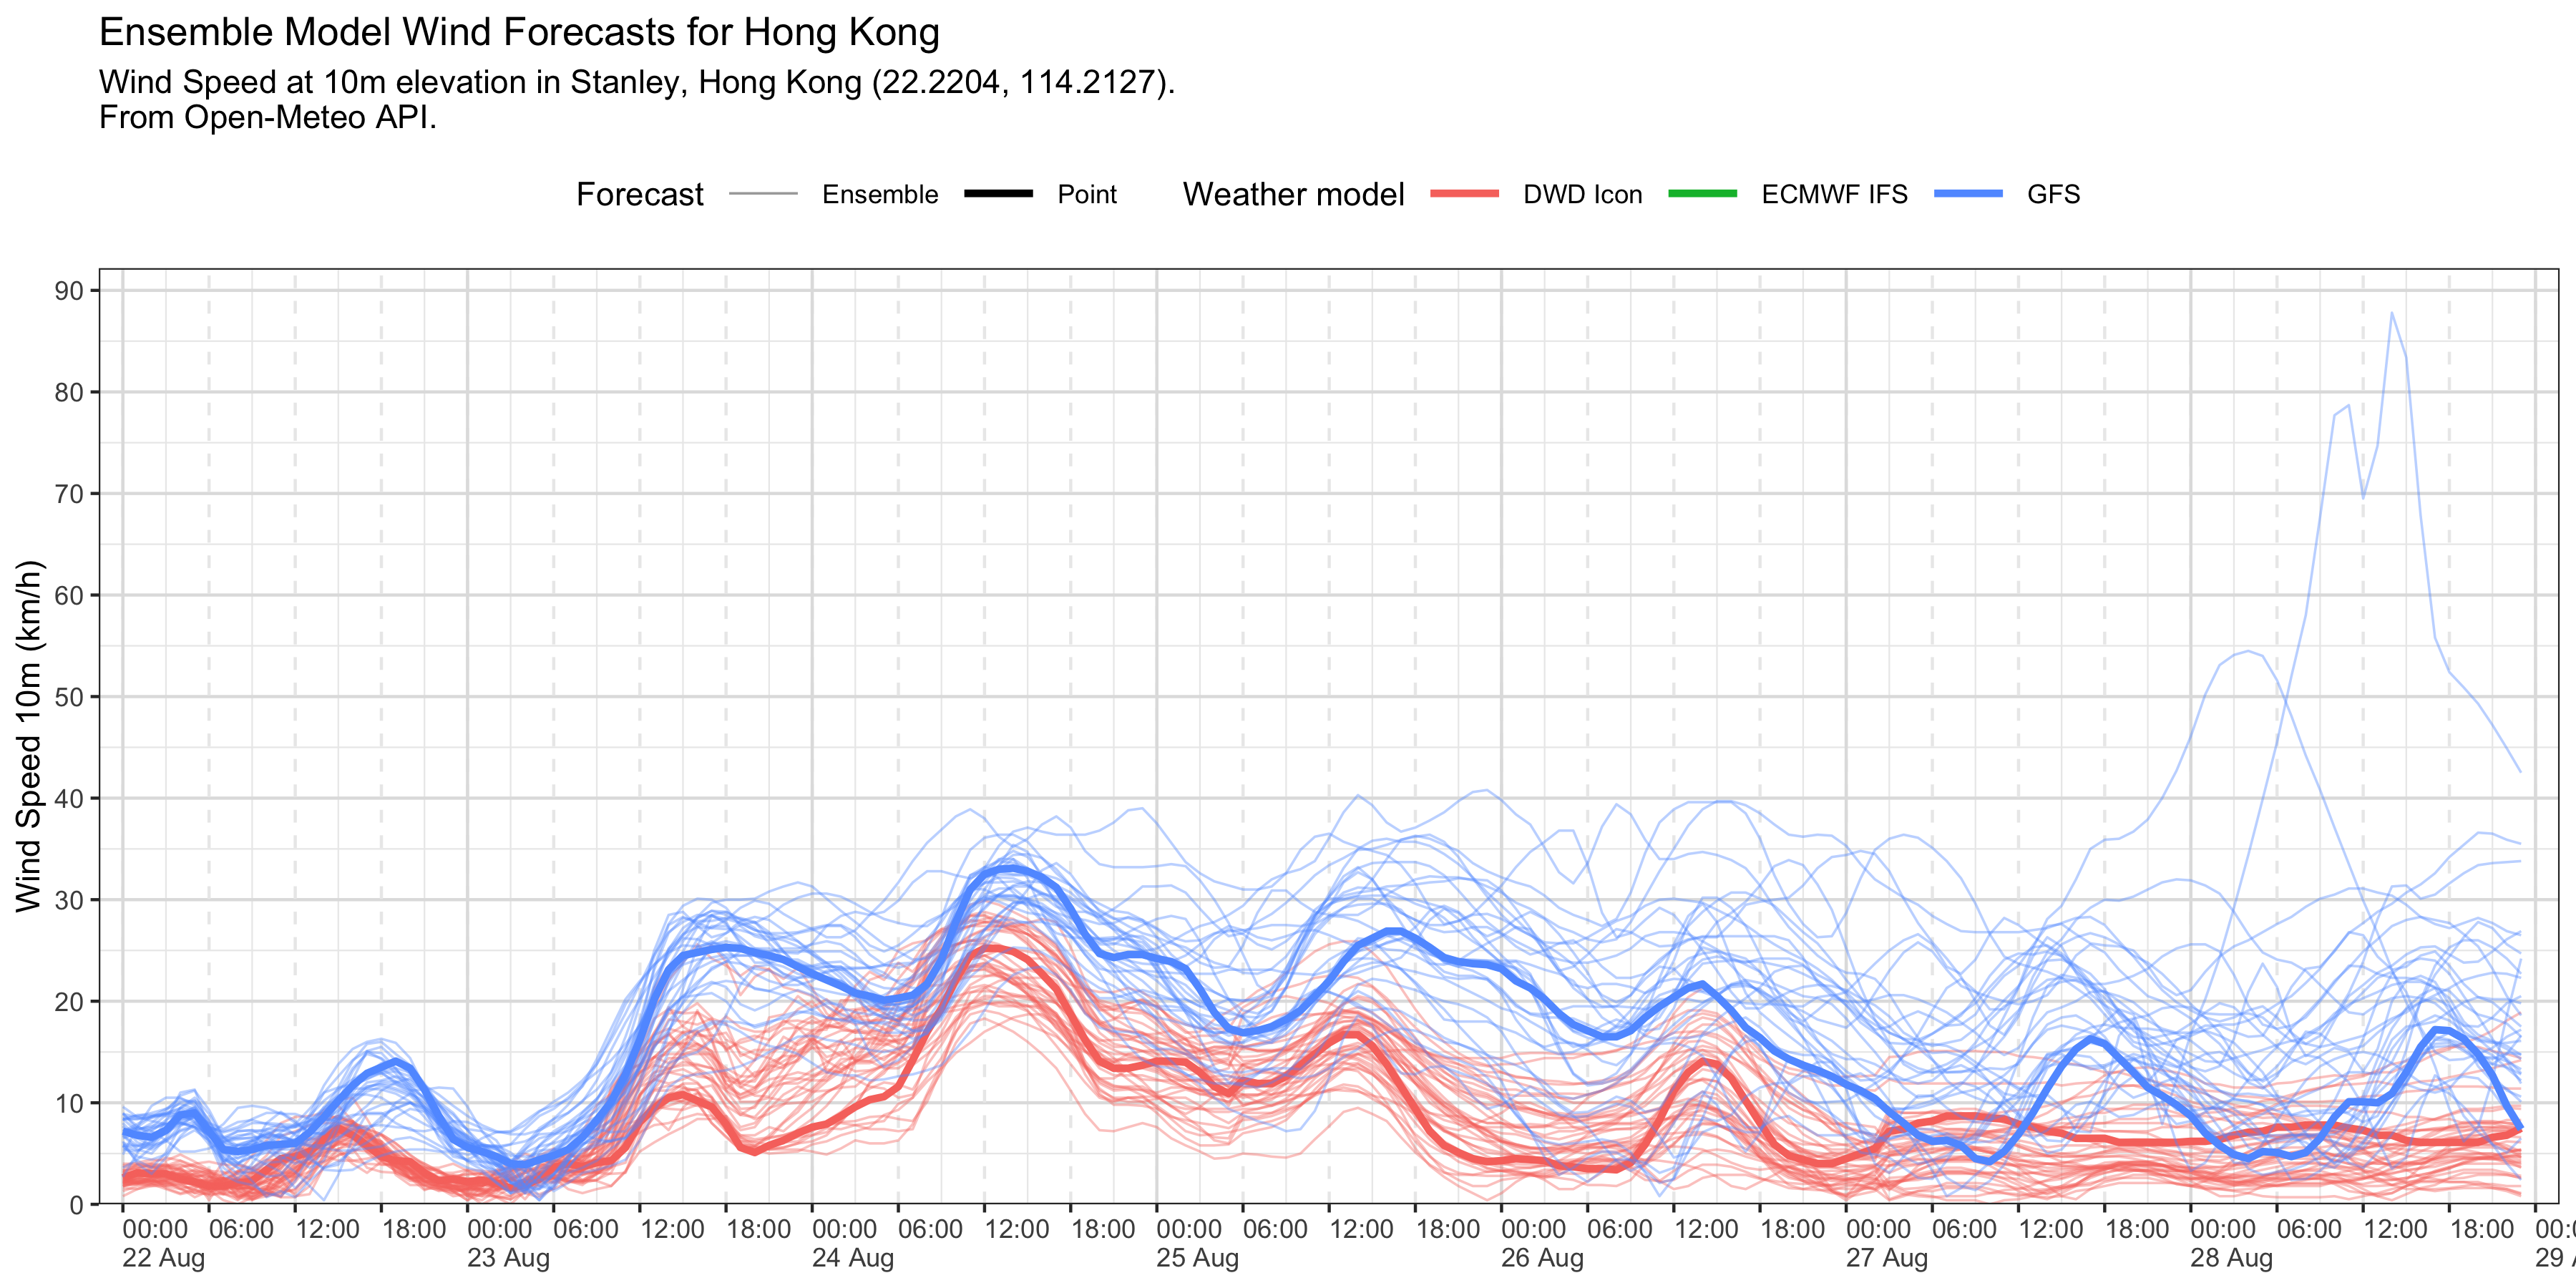 Ensemble Model Wind Forecasts for Hong Kong
Wind Speed at 10m elevation in Stanley, Hong Kong (22.2204, 114.2127).
From Open-Meteo API.
Forecast Ensemble Point Weather model DWD Icon ECMWF IFS GFS
Wind Speed 10m (km/h)
90
80
70
60
50
40
30
20
10
0
00:00 06:00 12:00 18:00 00:00 06:00 12:00 18:00 00:00 06:00 12:00 18:00 00:00 06:00 12:00 18:00 00:00 06:00 12:00 18:00 00:00 06:00 12:00 18:00 00:00 06:00 12:00 18:00
22 Aug 23 Aug 24 Aug 25 Aug 26 Aug 27 Aug 28 Aug 29